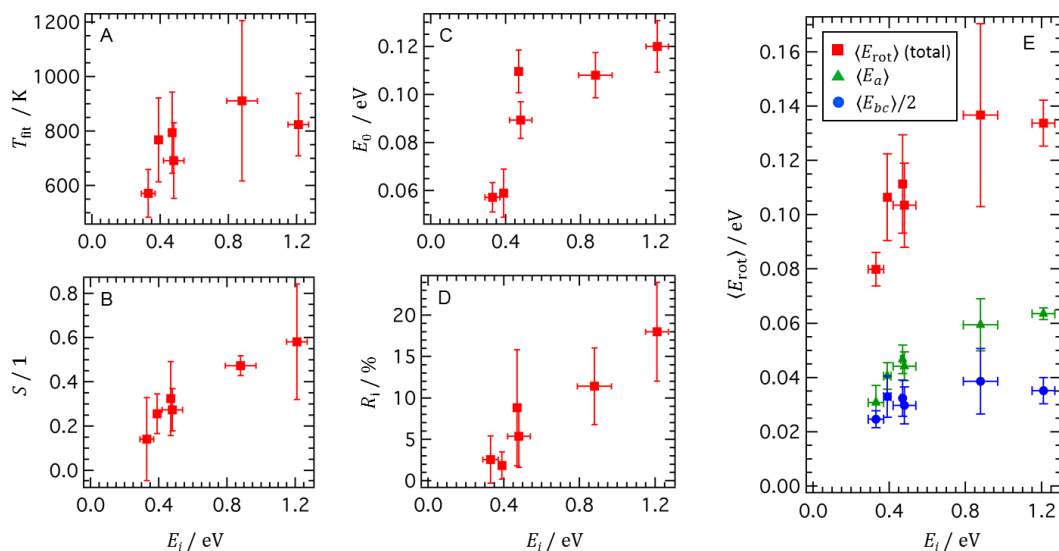 A
T_fit / K
1200
1000
800
600
0.0
0.4
0.8
1.2
B
S / 1
0.8
0.6
0.4
0.2
0.0
0.0
0.4
0.8
1.2
E_i / eV
C
E_0 / eV
0.12
0.10
0.08
0.06
0.0
0.4
0.8
1.2
D
R_i / %
20
15
10
5
0
0.0
0.4
0.8
1.2
E_i / eV
E
⟨E_rot⟩ (total)
⟨E_a⟩
⟨E_bc⟩/2
⟨E_rot⟩ / eV
0.16
0.14
0.12
0.10
0.08
0.06
0.04
0.02
0.00
0.0
0.4
0.8
1.2
E_i / eV